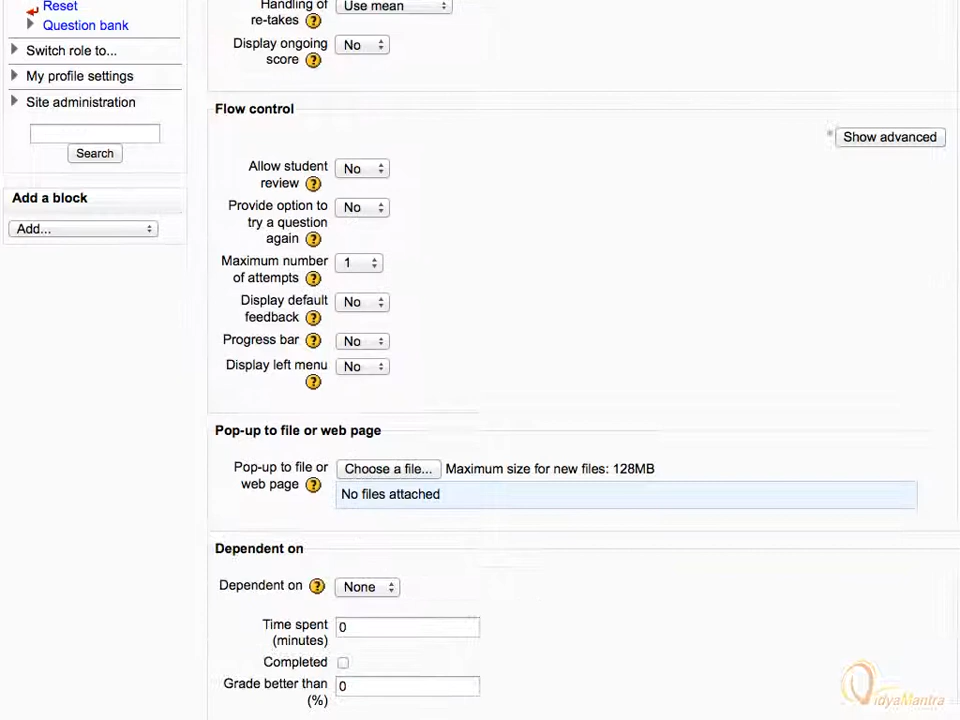 Reset
Question bank
Switch role to...
My profile settings
Site administration
Search
Add a block
Add...
Handling of
re-takes
Use mean
Display ongoing
score
No
Flow control
Show advanced
Allow student
review
No
Provide option to
try a question
again
No
Maximum number
of attempts
1
Display default
feedback
No
Progress bar
No
Display left menu
No
Pop-up to file or web page
Pop-up to file or
web page
Choose a file...
Maximum size for new files: 128MB
No files attached
Dependent on
Dependent on
None
Time spent
(minutes)
0
Completed
Grade better than
(%)
0
VidyaMantra